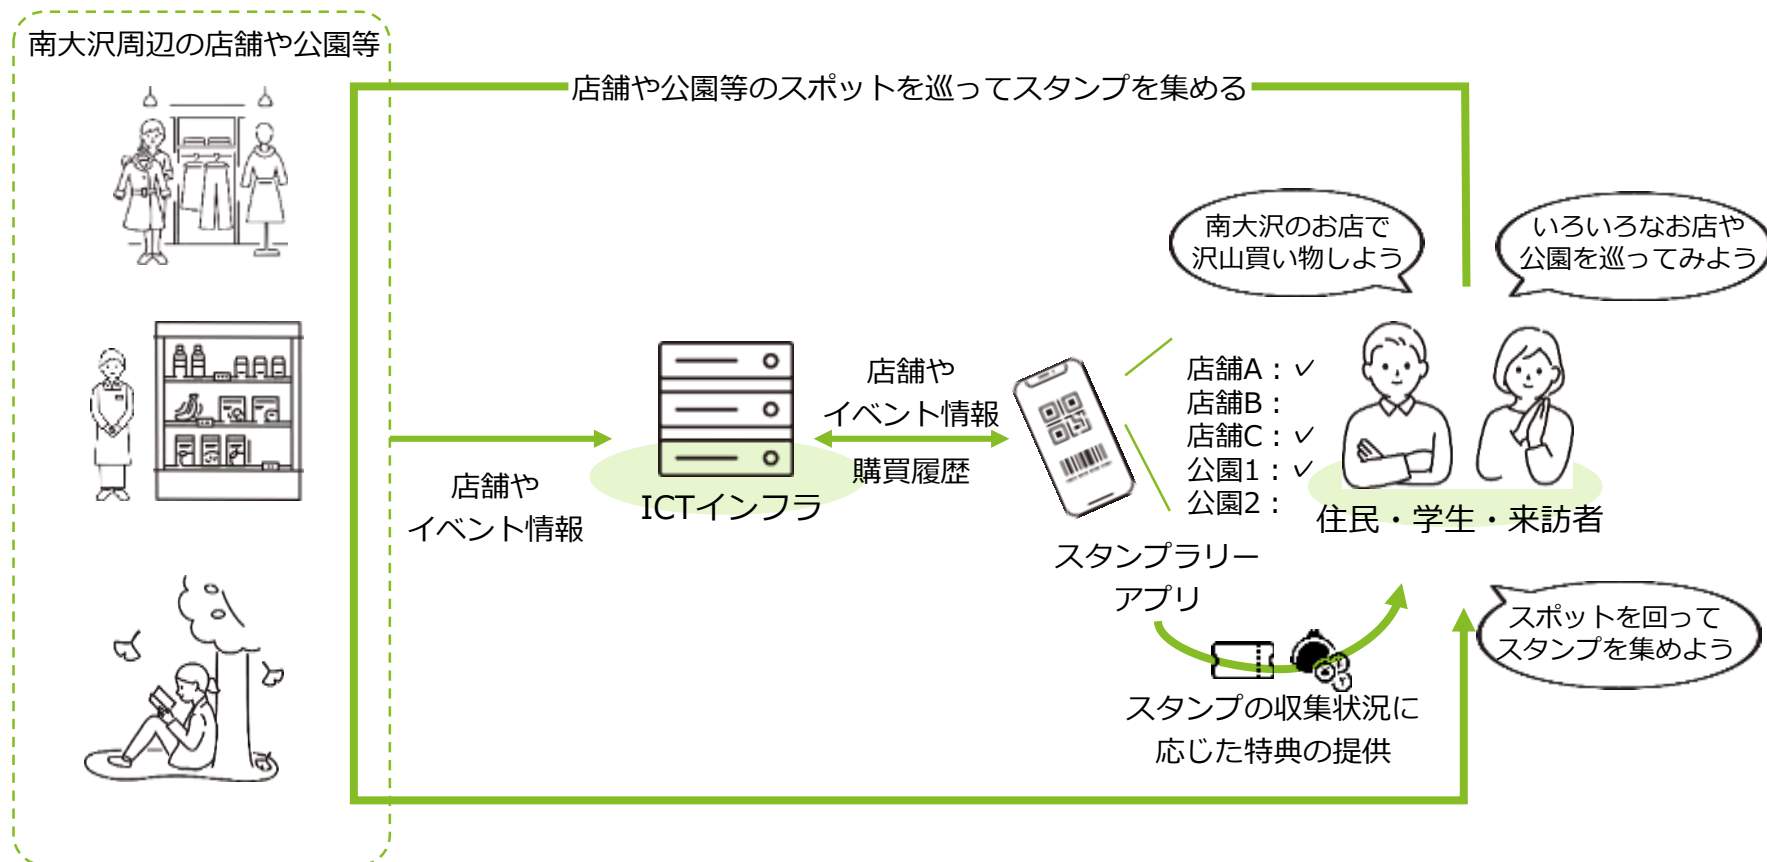 南大沢周辺の店舗や公園等
店舗や公園等のスポットを巡ってスタンプを集める
南大沢のお店で
沢山買い物しよう
いろいろなお店や
公園を巡ってみよう
店舗や
イベント情報
ICTインフラ
店舗や
イベント情報
購買履歴
店舗A：✓
店舗B：
店舗C：✓
公園1：✓
公園2：
スタンプラリー
アプリ
住民・学生・来訪者
スポットを回って
スタンプを集めよう
スタンプの収集状況に
応じた特典の提供